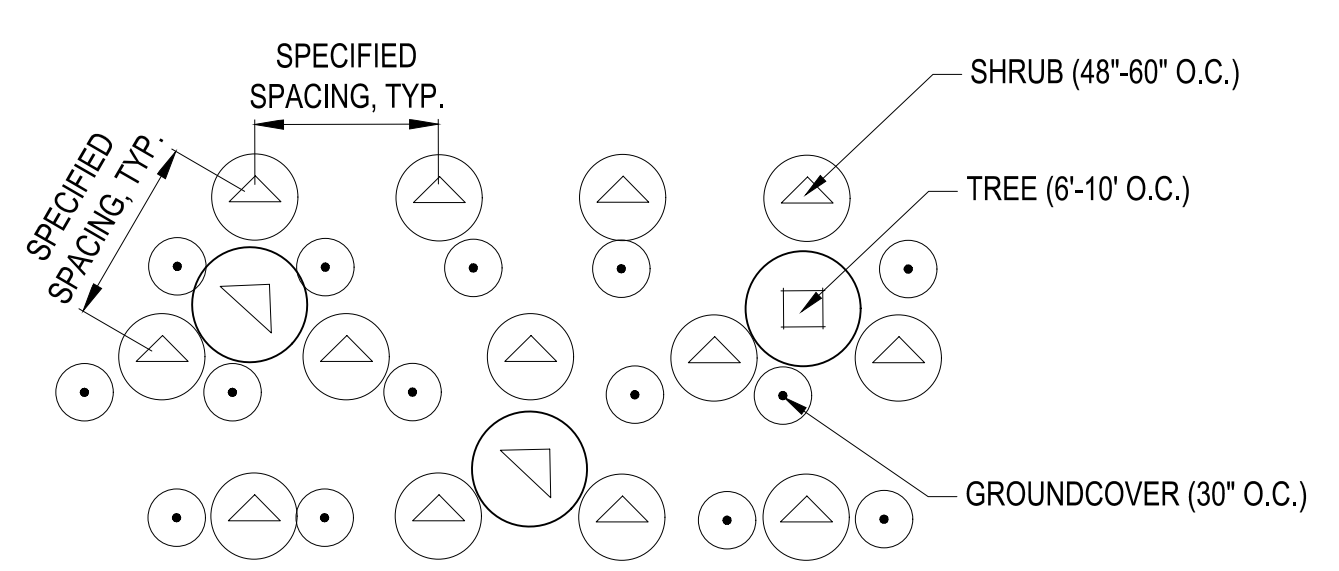 SPECIFIED
SPACING, TYP.
SHRUB (48"-60" O.C.)
SPECIFIED
SPACING, TYP.
TREE (6'-10' O.C.)
GROUNDCOVER (30" O.C.)